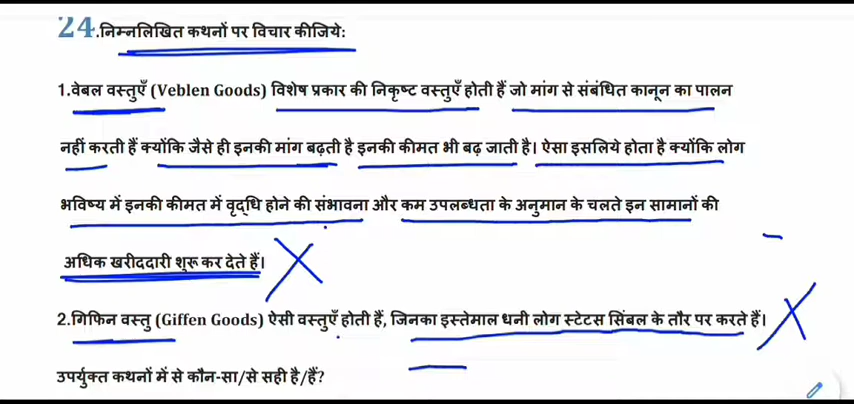 24.निम्नलिखित कथनों पर विचार कीजिये:
1.वेबल वस्तुएँ (Veblen Goods) विशेष प्रकार की निकृष्ट वस्तुएँ होती हैं जो मांग से संबंधित कानून का पालन
नहीं करती हैं क्योंकि जैसे ही इनकी मांग बढ़ती है इनकी कीमत भी बढ़ जाती है। ऐसा इसलिये होता है क्योंकि लोग
भविष्य में इनकी कीमत में वृद्धि होने की संभावना और कम उपलब्धता के अनुमान के चलते इन सामानों की
अधिक खरीददारी शुरू कर देते हैं।
2.गिफिन वस्तु (Giffen Goods) ऐसी वस्तुएँ होती हैं, जिनका इस्तेमाल धनी लोग स्टेटस सिंबल के तौर पर करते हैं।
उपर्युक्त कथनों में से कौन-सा/से सही है/हैं?